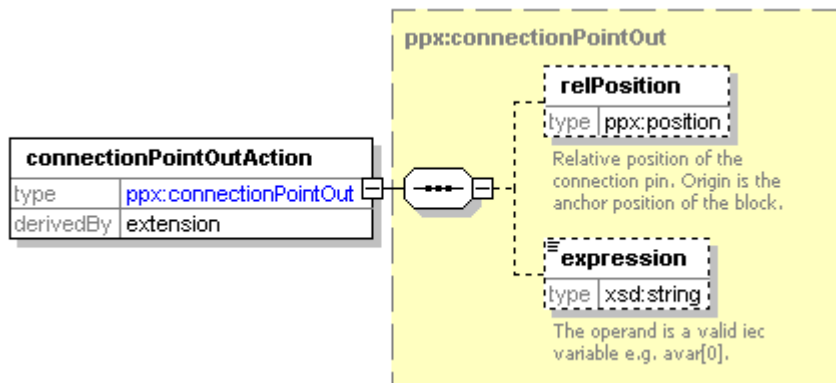 ppx:connectionPointOut
relPosition
type ppx:position
Relative position of the
connection pin. Origin is the
anchor position of the block.
connectionPointOutAction
type ppx:connectionPointOut
derivedBy extension
expression
type xsd:string
The operand is a valid iec
variable e.g. avar[0].